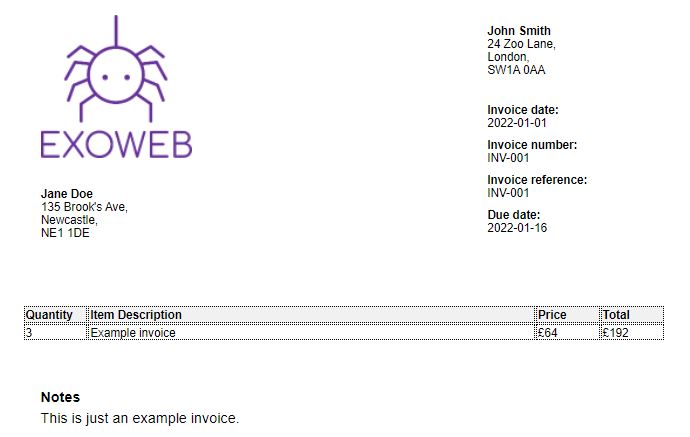 EXOWEB
John Smith
24 Zoo Lane,
London,
SW1A 0AA
Invoice date:
2022-01-01
Invoice number:
INV-001
Invoice reference:
INV-001
Due date:
2022-01-16
Jane Doe
135 Brook's Ave,
Newcastle,
NE1 1DE
Quantity Item Description Price Total
3 Example invoice £64 £192
Notes
This is just an example invoice.